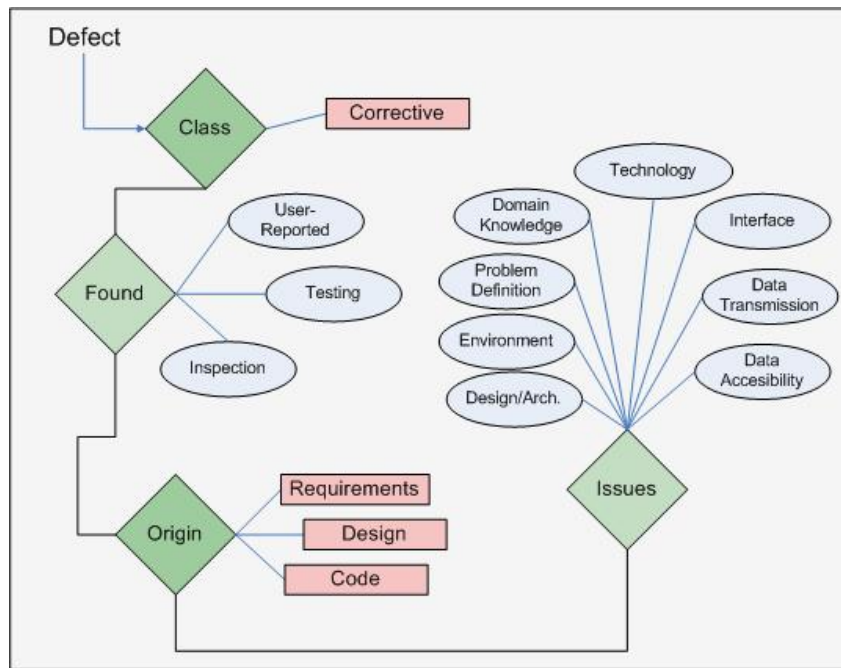 Defect
Class
Corrective
Technology
User-
Reported
Domain
Knowledge
Interface
Found
Testing
Problem
Definition
Data
Transmission
Inspection
Environment
Data
Accesibility
Design/Arch.
Requirements
Issues
Origin
Design
Code